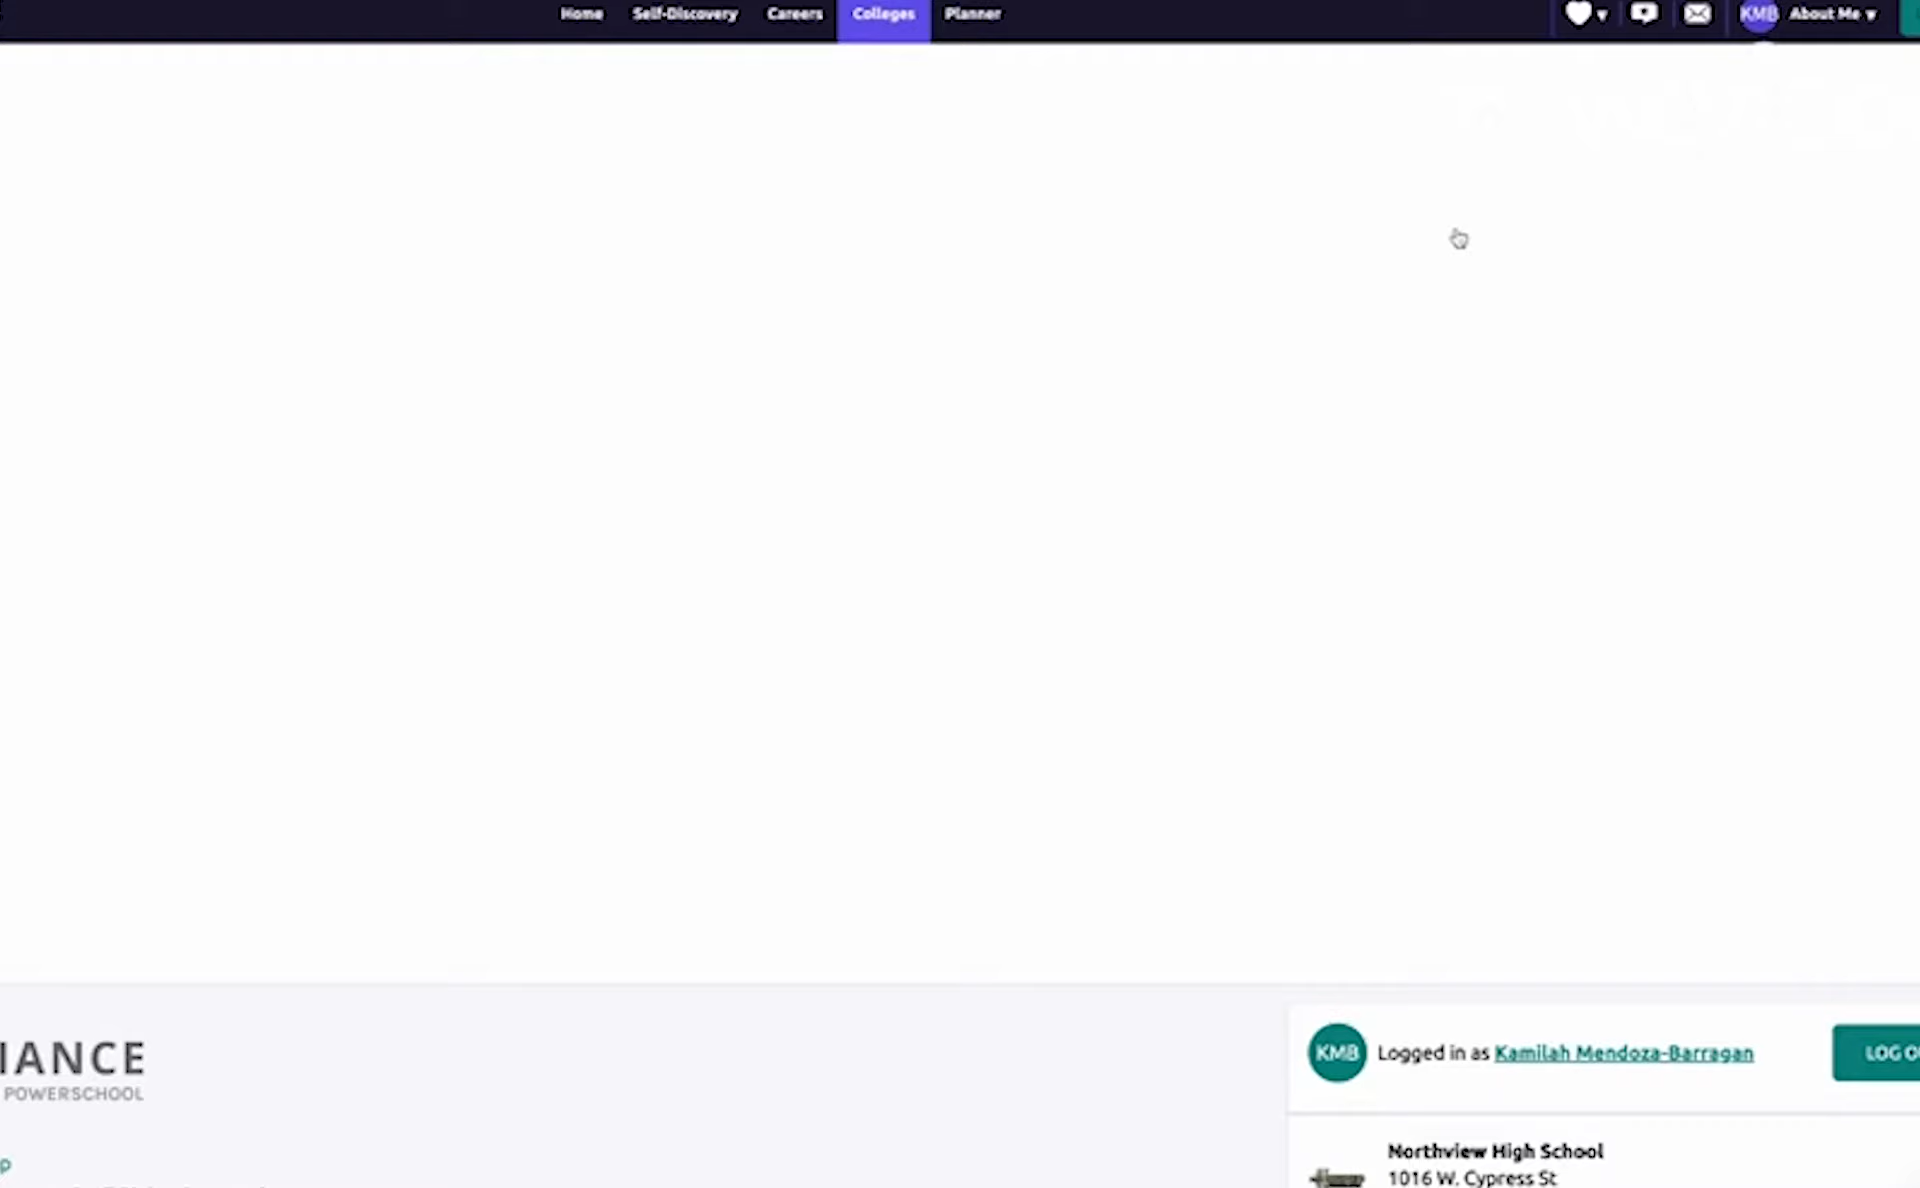 Home Self-Discovery Careers Colleges Planner KMB About Me
IANCE
POWERSCHOOL
KMB Logged in as Kamilah Mendoza-Barragan LOG O
Northview High School
1016 W. Cypress St
p